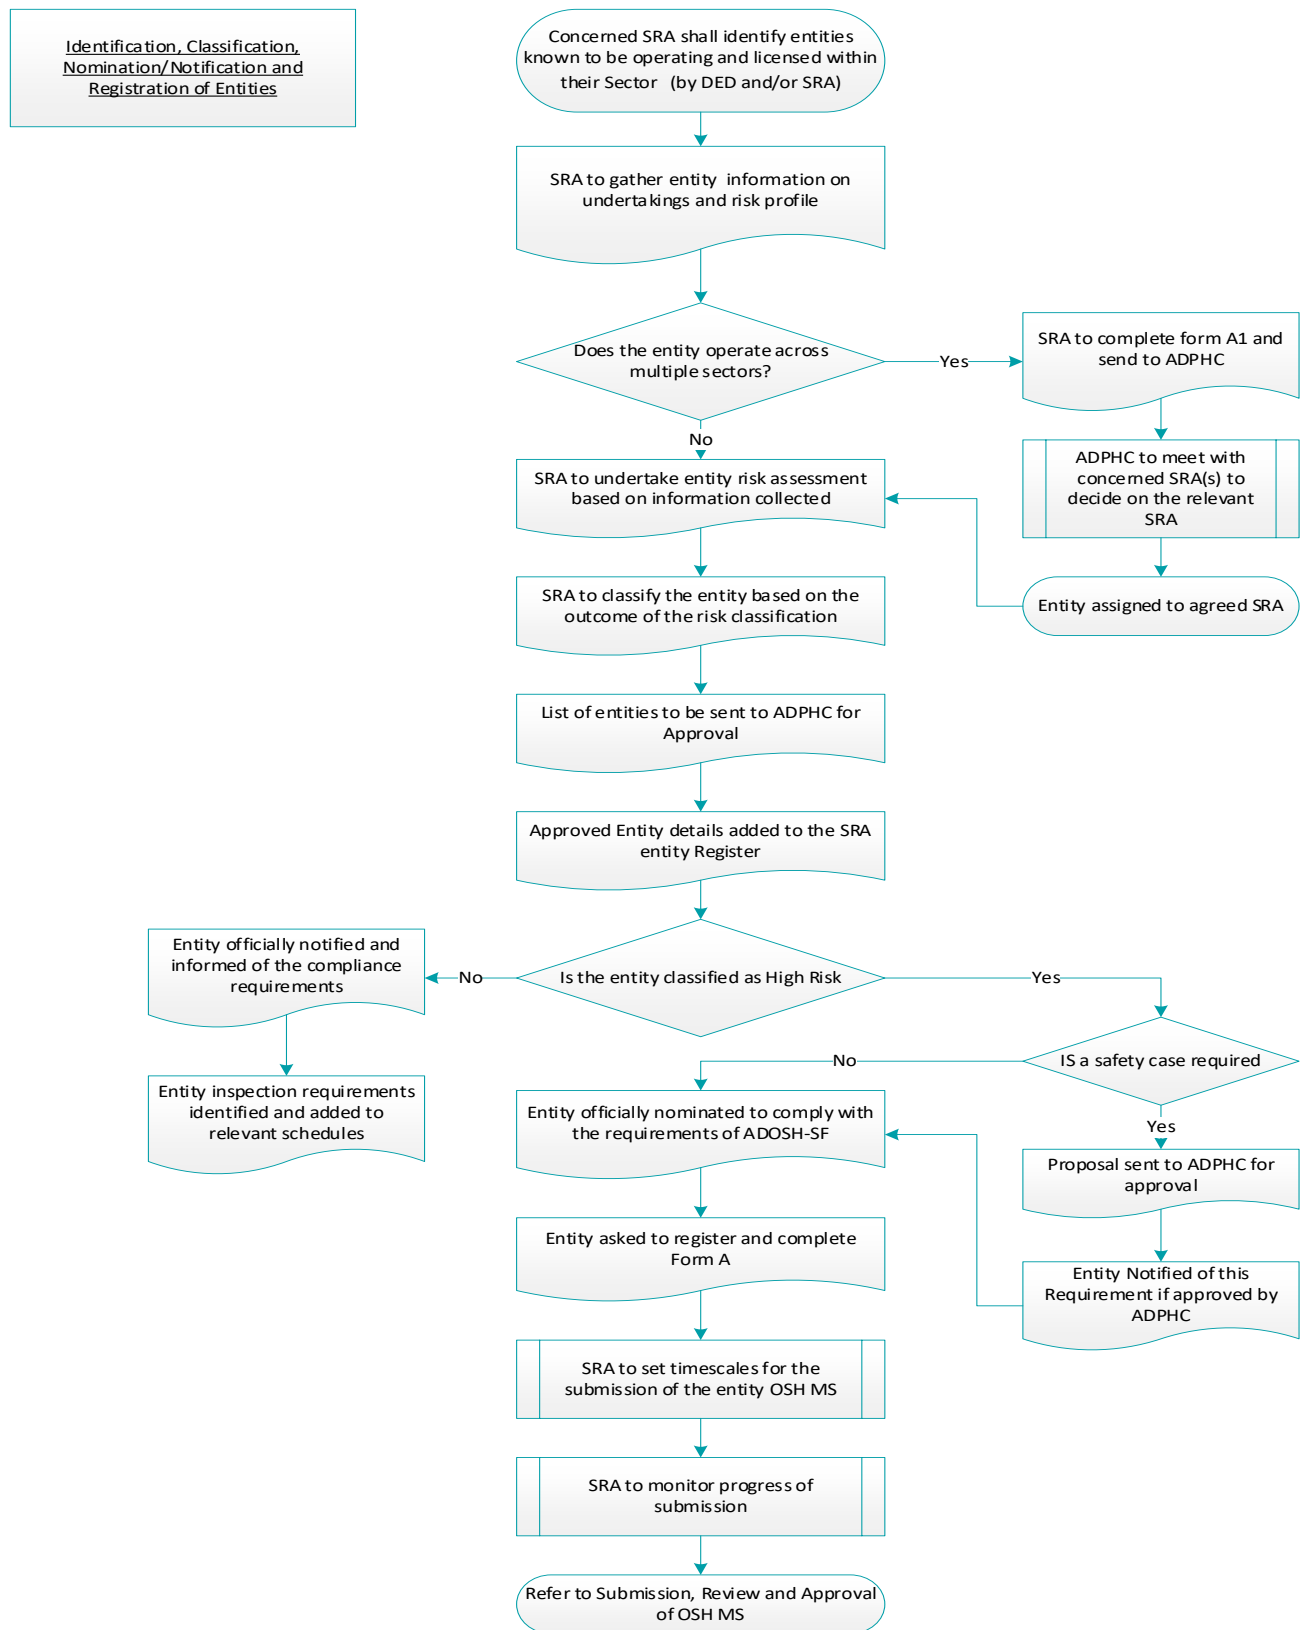 Identification, Classification,
Nomination/Notification and
Registration of Entities
Concerned SRA shall identify entities
known to be operating and licensed within
their Sector (by DED and/or SRA)
SRA to gather entity information on
undertakings and risk profile
Does the entity operate across
multiple sectors?
Yes
SRA to complete form A1 and
send to ADPHC
No
ADPHC to meet with
concerned SRA(s) to
decide on the relevant
SRA
SRA to undertake entity risk assessment
based on information collected
Entity assigned to agreed SRA
SRA to classify the entity based on the
outcome of the risk classification
List of entities to be sent to ADPHC for
Approval
Approved Entity details added to the SRA
entity Register
Is the entity classified as High Risk
No
Entity officially notified and
informed of the compliance
requirements
Entity inspection requirements
identified and added to
relevant schedules
Yes
IS a safety case required
No
Entity officially nominated to comply with
the requirements of ADOSH-SF
Yes
Proposal sent to ADPHC for
approval
Entity Notified of this
Requirement if approved by
ADPHC
Entity asked to register and complete
Form A
SRA to set timescales for the
submission of the entity OSH MS
SRA to monitor progress of
submission
Refer to Submission, Review and Approval
of OSH MS